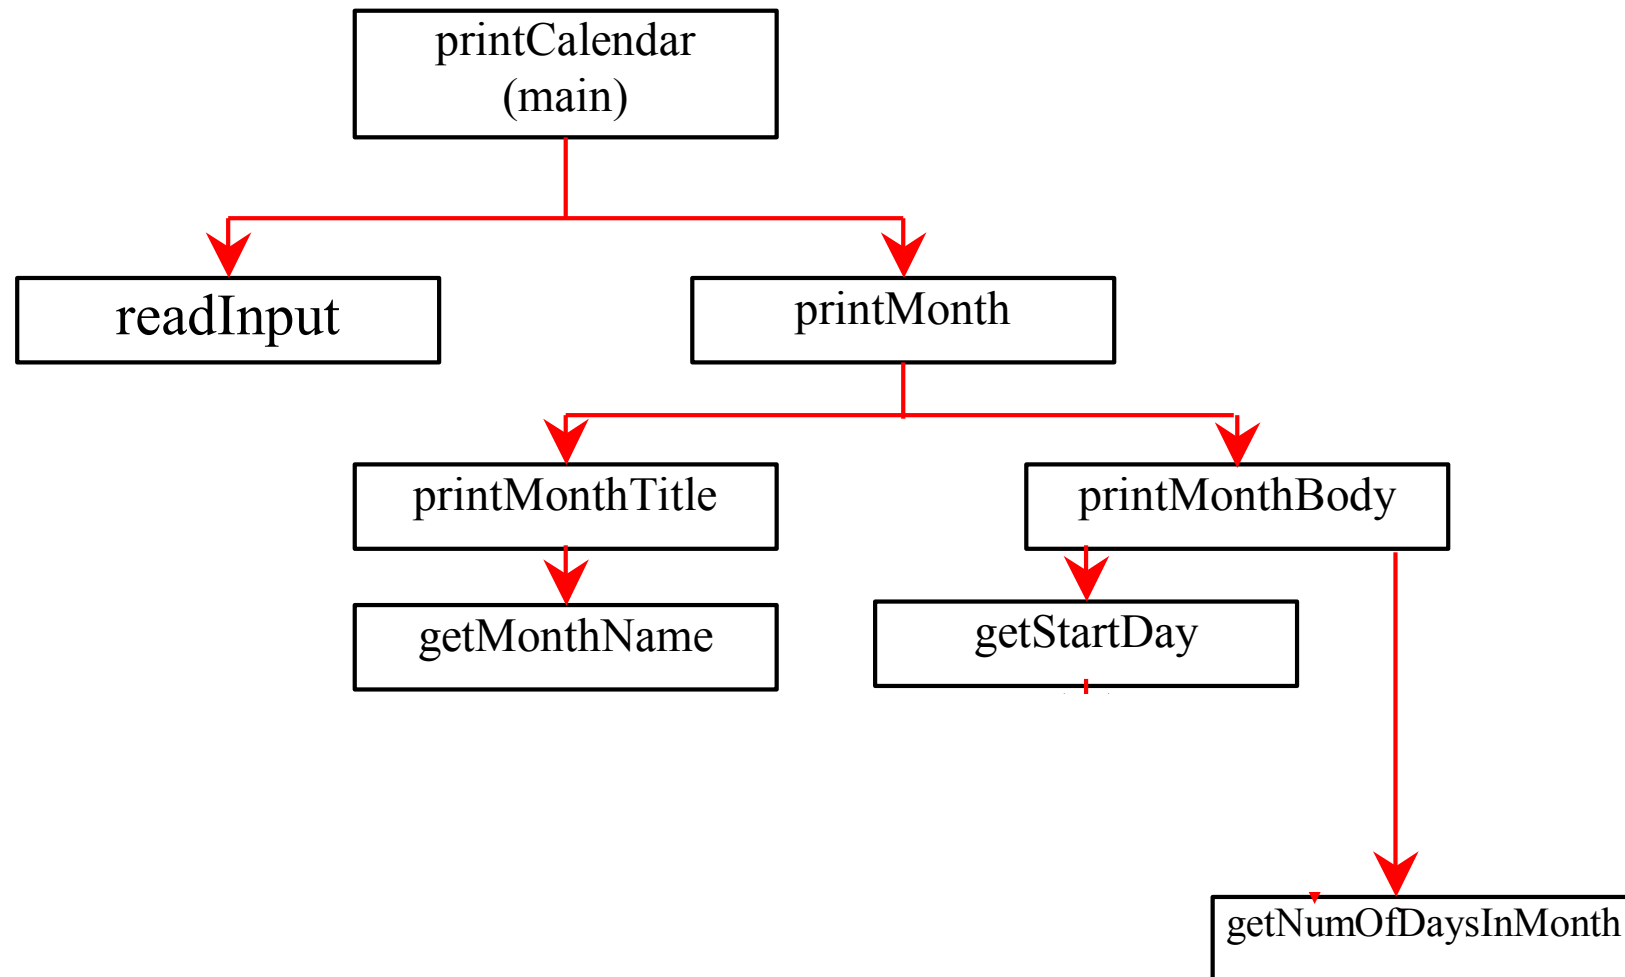 printCalendar
(main)
readInput
printMonth
printMonthTitle
printMonthBody
getMonthName
getStartDay
getNumOfDaysInMonth